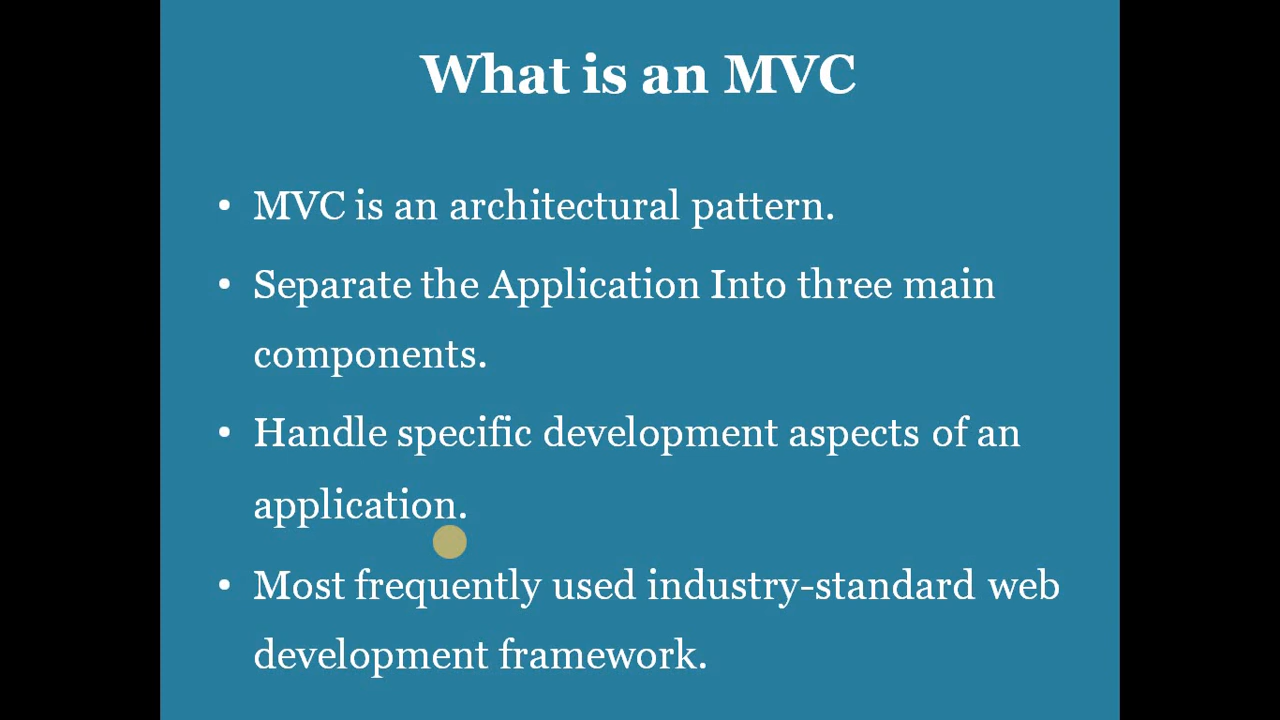 What is an MVC
• MVC is an architectural pattern.
• Separate the Application Into three main
components.
• Handle specific development aspects of an
application.
• Most frequently used industry-standard web
development framework.